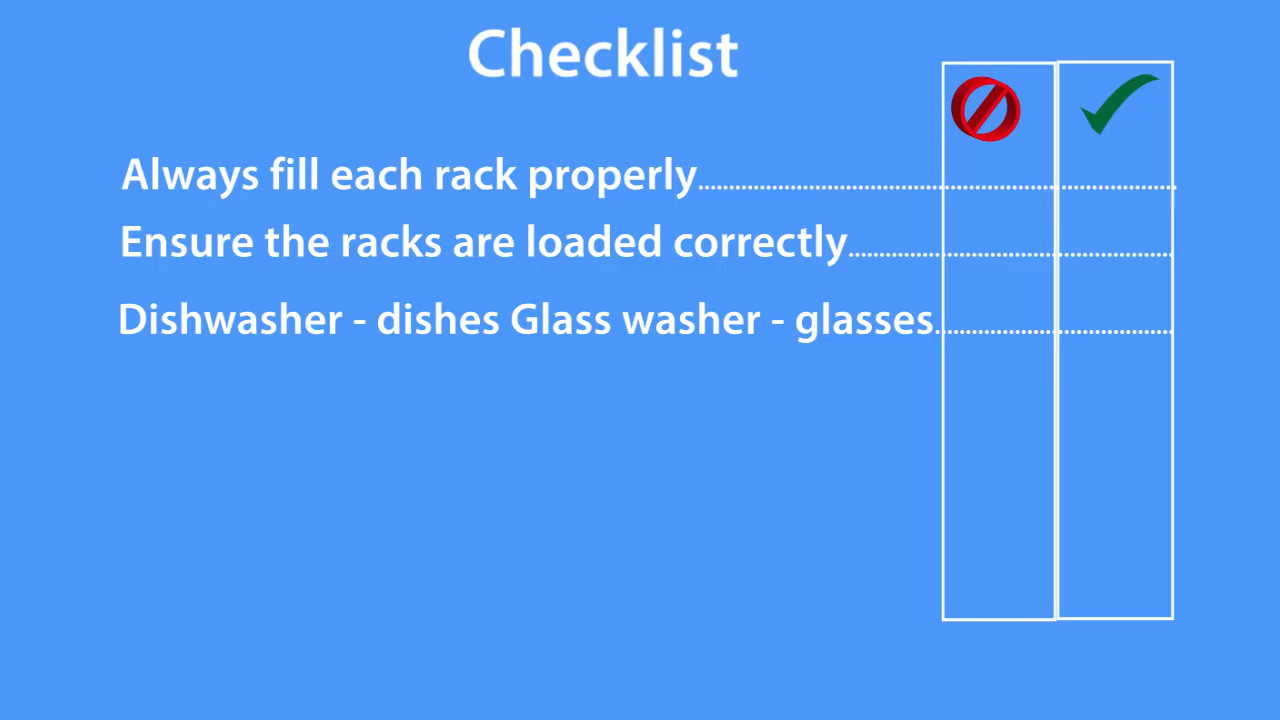 Checklist
Always fill each rack properly................................................................................
Ensure the racks are loaded correctly......................................................
Dishwasher - dishes Glass washer - glasses........................................